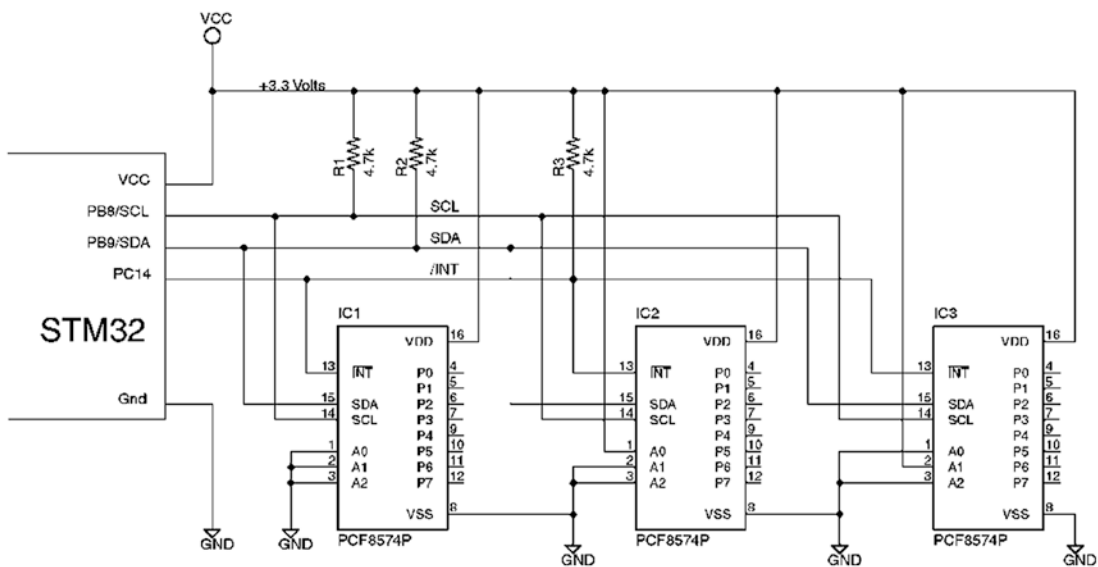 VCC
+3.3 Volts
R1
4.7k
R2
4.7k
R3
4.7k
VCC
PB8/SCL
SCL
PB9/SDA
SDA
PC14
/INT
STM32
Gnd
GND
IC1
VDD 16
13 INT P0 4
P1 5
15 SDA P2 6
14 SCL P3 7
P4 9
1 A0 P5 10
2 A1 P6 11
3 A2 P7 12
VSS 8
PCF8574P
GND
IC2
VDD 16
13 INT P0 4
P1 5
15 SDA P2 6
14 SCL P3 7
P4 9
1 A0 P5 10
2 A1 P6 11
3 A2 P7 12
VSS 8
PCF8574P
GND
IC3
VDD 16
13 INT P0 4
P1 5
15 SDA P2 6
14 SCL P3 7
P4 9
1 A0 P5 10
2 A1 P6 11
3 A2 P7 12
VSS 8
PCF8574P
GND
GND